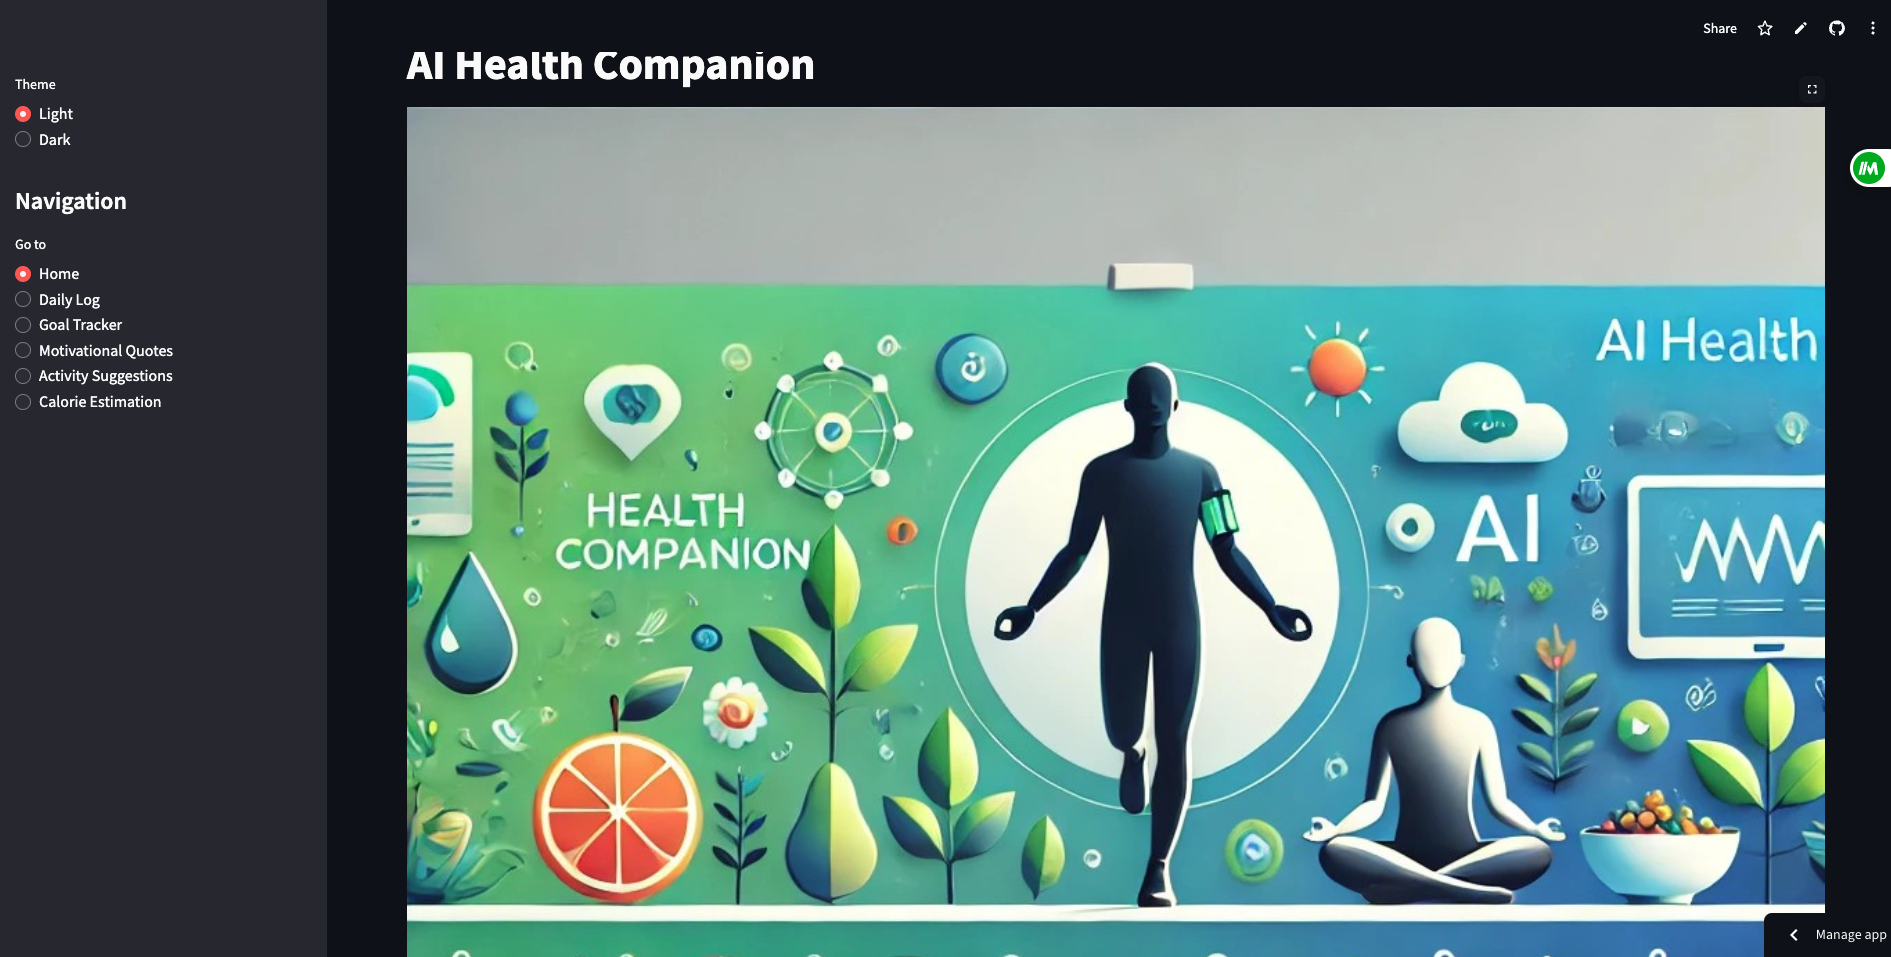 Share
Theme
Light
Dark
Navigation
Go to
Home
Daily Log
Goal Tracker
Motivational Quotes
Activity Suggestions
Calorie Estimation
AI Health Companion
AI Health
HEALTH
COMPANION
AI
Manage app